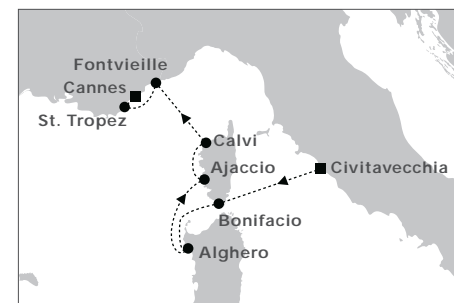 Fontvieille
Cannes
St. Tropez
Calvi
Ajaccio
Civitavecchia
Bonifacio
Alghero